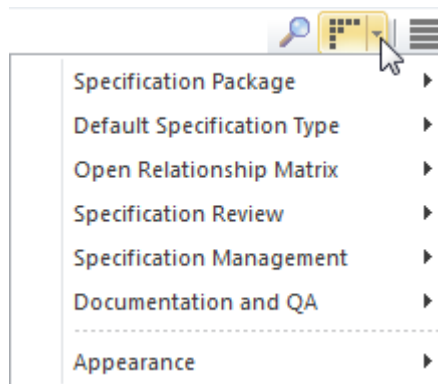 Specification Package
Default Specification Type
Open Relationship Matrix
Specification Review
Specification Management
Documentation and QA
Appearance